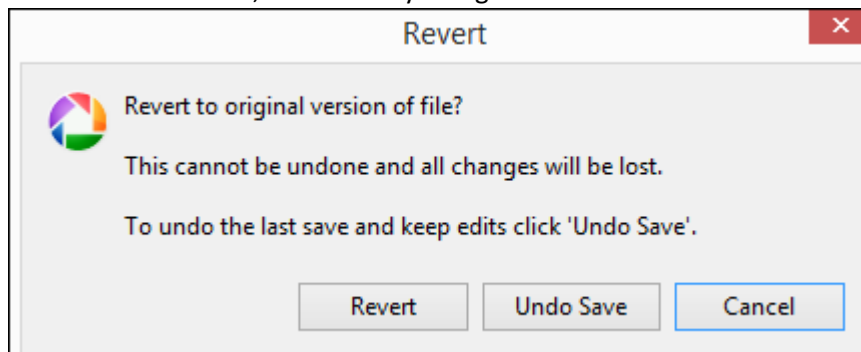 Revert
Revert to original version of file?
This cannot be undone and all changes will be lost.
To undo the last save and keep edits click 'Undo Save'.
Revert Undo Save Cancel